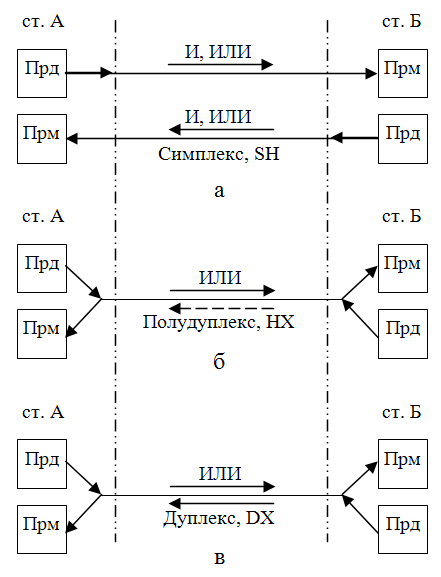 ст. А ст. Б
Прд И, ИЛИ Прм
Прм И, ИЛИ Прд
Симплекс, SH
а
ст. А ст. Б
Прд ИЛИ Прм
Прм Полудуплекс, HX Прд
б
ст. А ст. Б
Прд ИЛИ Прм
Прм Дуплекс, DX Прд
в